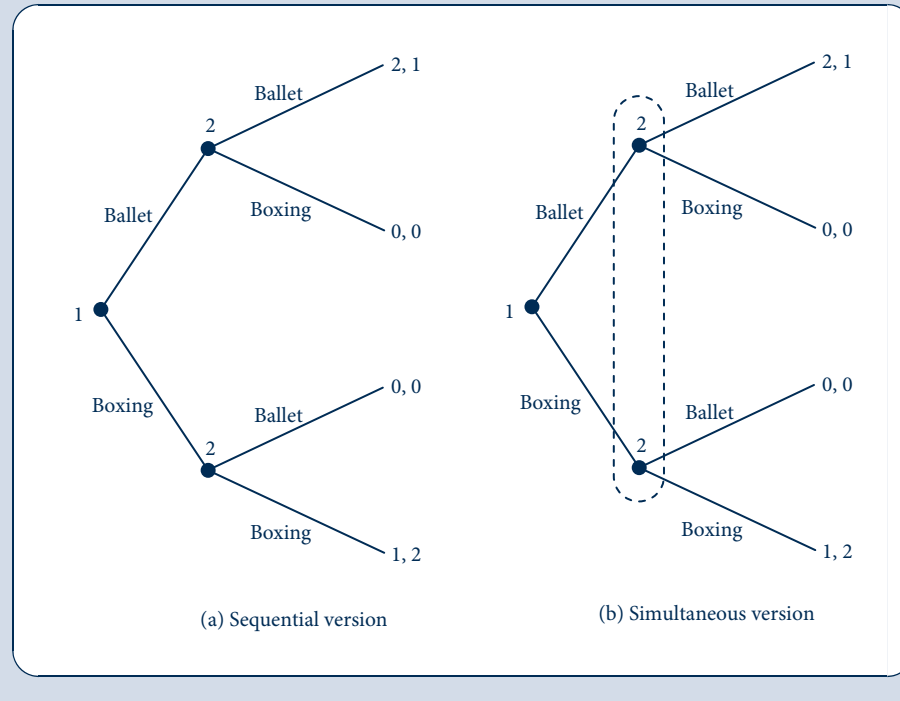 2, 1
Ballet
2
Boxing
0, 0
Ballet
1
Boxing
0, 0
Ballet
2
Boxing
1, 2
(a) Sequential version
2, 1
Ballet
2
Boxing
0, 0
Ballet
1
Boxing
0, 0
Ballet
2
Boxing
1, 2
(b) Simultaneous version